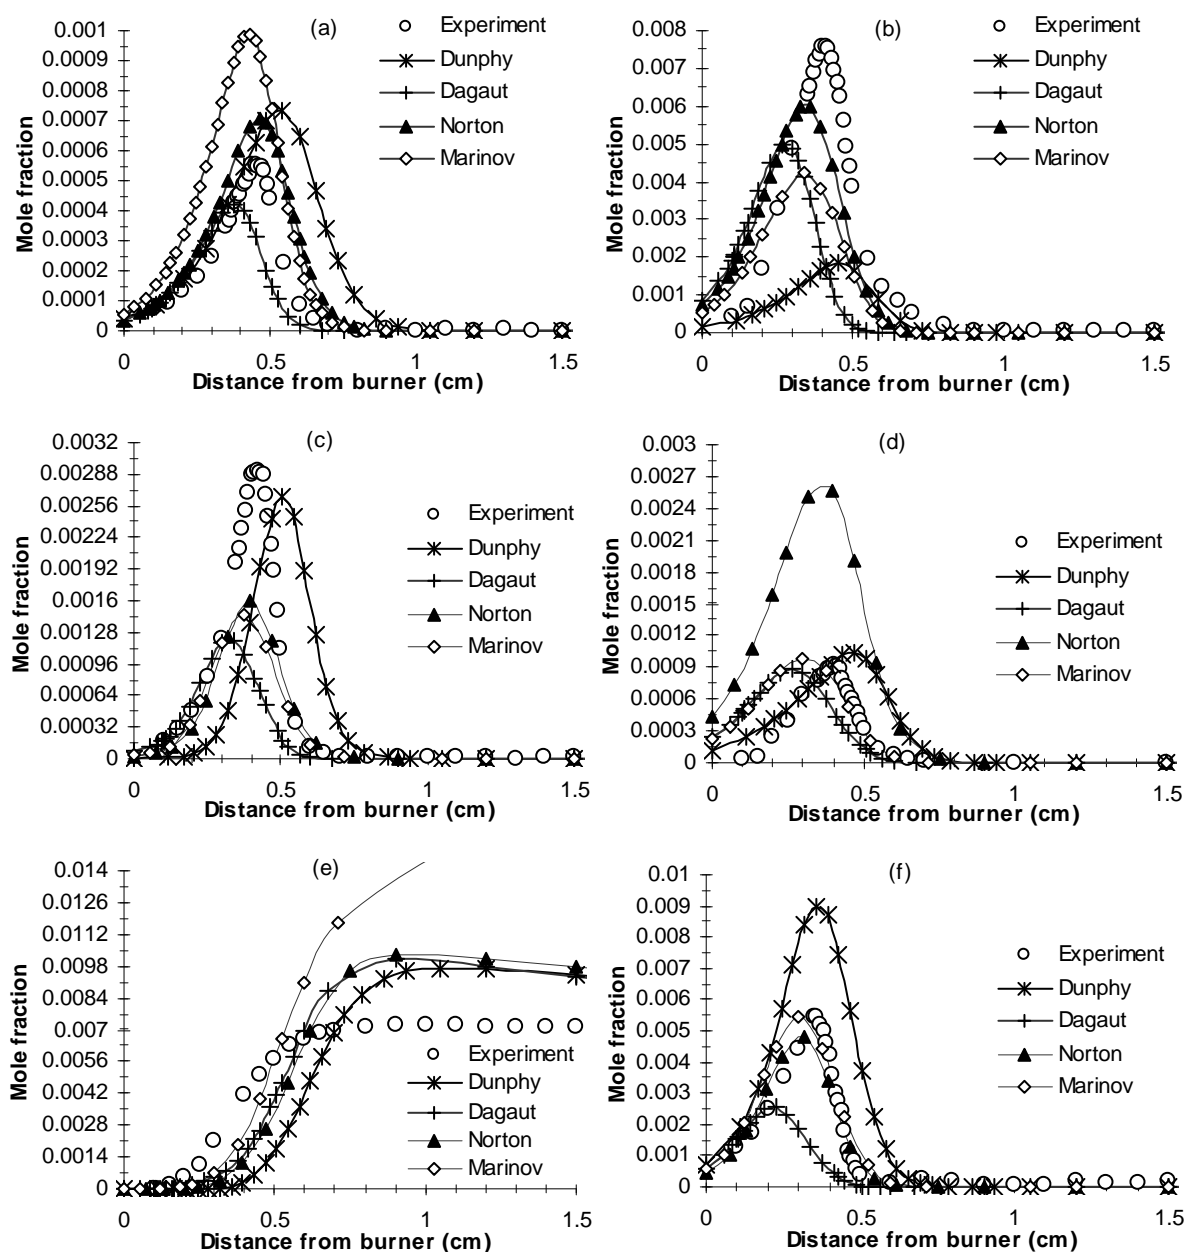 (a)
Mole fraction
0.001
0.0009
0.0008
0.0007
0.0006
0.0005
0.0004
0.0003
0.0002
0.0001
0
0
0.5
1
1.5
Distance from burner (cm)
Experiment
Dunphy
Dagaut
Norton
Marinov
(b)
Mole fraction
0.008
0.007
0.006
0.005
0.004
0.003
0.002
0.001
0
0
0.5
1
1.5
Distance from burner (cm)
Experiment
Dunphy
Dagaut
Norton
Marinov
(c)
Mole fraction
0.0032
0.00288
0.00256
0.00224
0.00192
0.0016
0.00128
0.00096
0.00064
0.00032
0
0
0.5
1
1.5
Distance from burner (cm)
Experiment
Dunphy
Dagaut
Norton
Marinov
(d)
Mole fraction
0.003
0.0027
0.0024
0.0021
0.0018
0.0015
0.0012
0.0009
0.0006
0.0003
0
0
0.5
1
1.5
Distance from burner (cm)
Experiment
Dunphy
Dagaut
Norton
Marinov
(e)
Mole fraction
0.014
0.0126
0.0112
0.0098
0.0084
0.007
0.0056
0.0042
0.0028
0.0014
0
0
0.5
1
1.5
Distance from burner (cm)
Experiment
Dunphy
Dagaut
Norton
Marinov
(f)
Mole fraction
0.01
0.009
0.008
0.007
0.006
0.005
0.004
0.003
0.002
0.001
0
0
0.5
1
1.5
Distance from burner (cm)
Experiment
Dunphy
Dagaut
Norton
Marinov